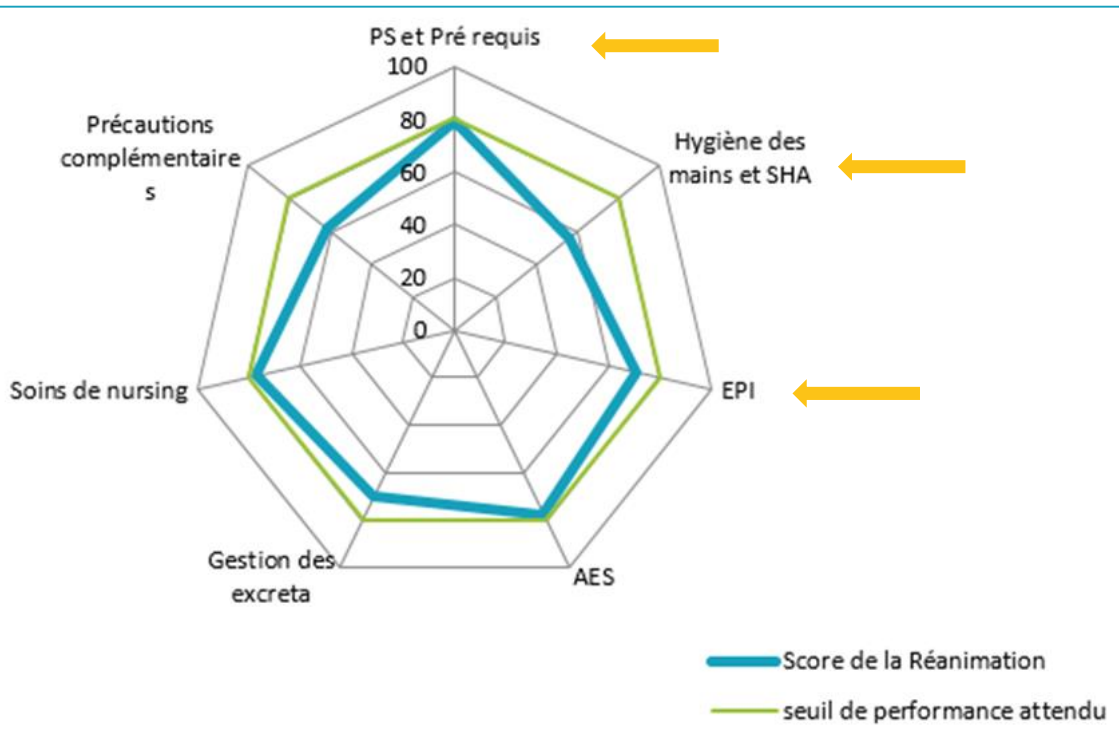 PS et Pré requis
100
80
60
40
20
0
Hygiène des
mains et SHA
EPI
AES
Gestion des
excreta
Soins de nursing
Précautions
complémentaire
s
Score de la Réanimation
seuil de performance attendu